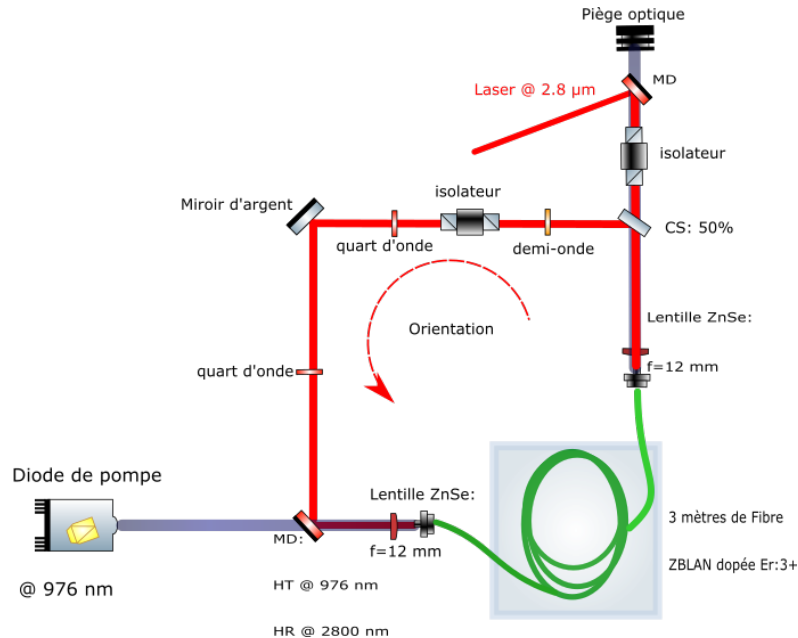 Piège optique
MD
Laser @ 2.8 µm
isolateur
Miroir d'argent
isolateur
quart d'onde
demi-onde
CS: 50%
Orientation
Lentille ZnSe:
f=12 mm
quart d'onde
Diode de pompe
@ 976 nm
Lentille ZnSe:
f=12 mm
MD:
HT @ 976 nm
HR @ 2800 nm
3 mètres de Fibre
ZBLAN dopée Er:3+